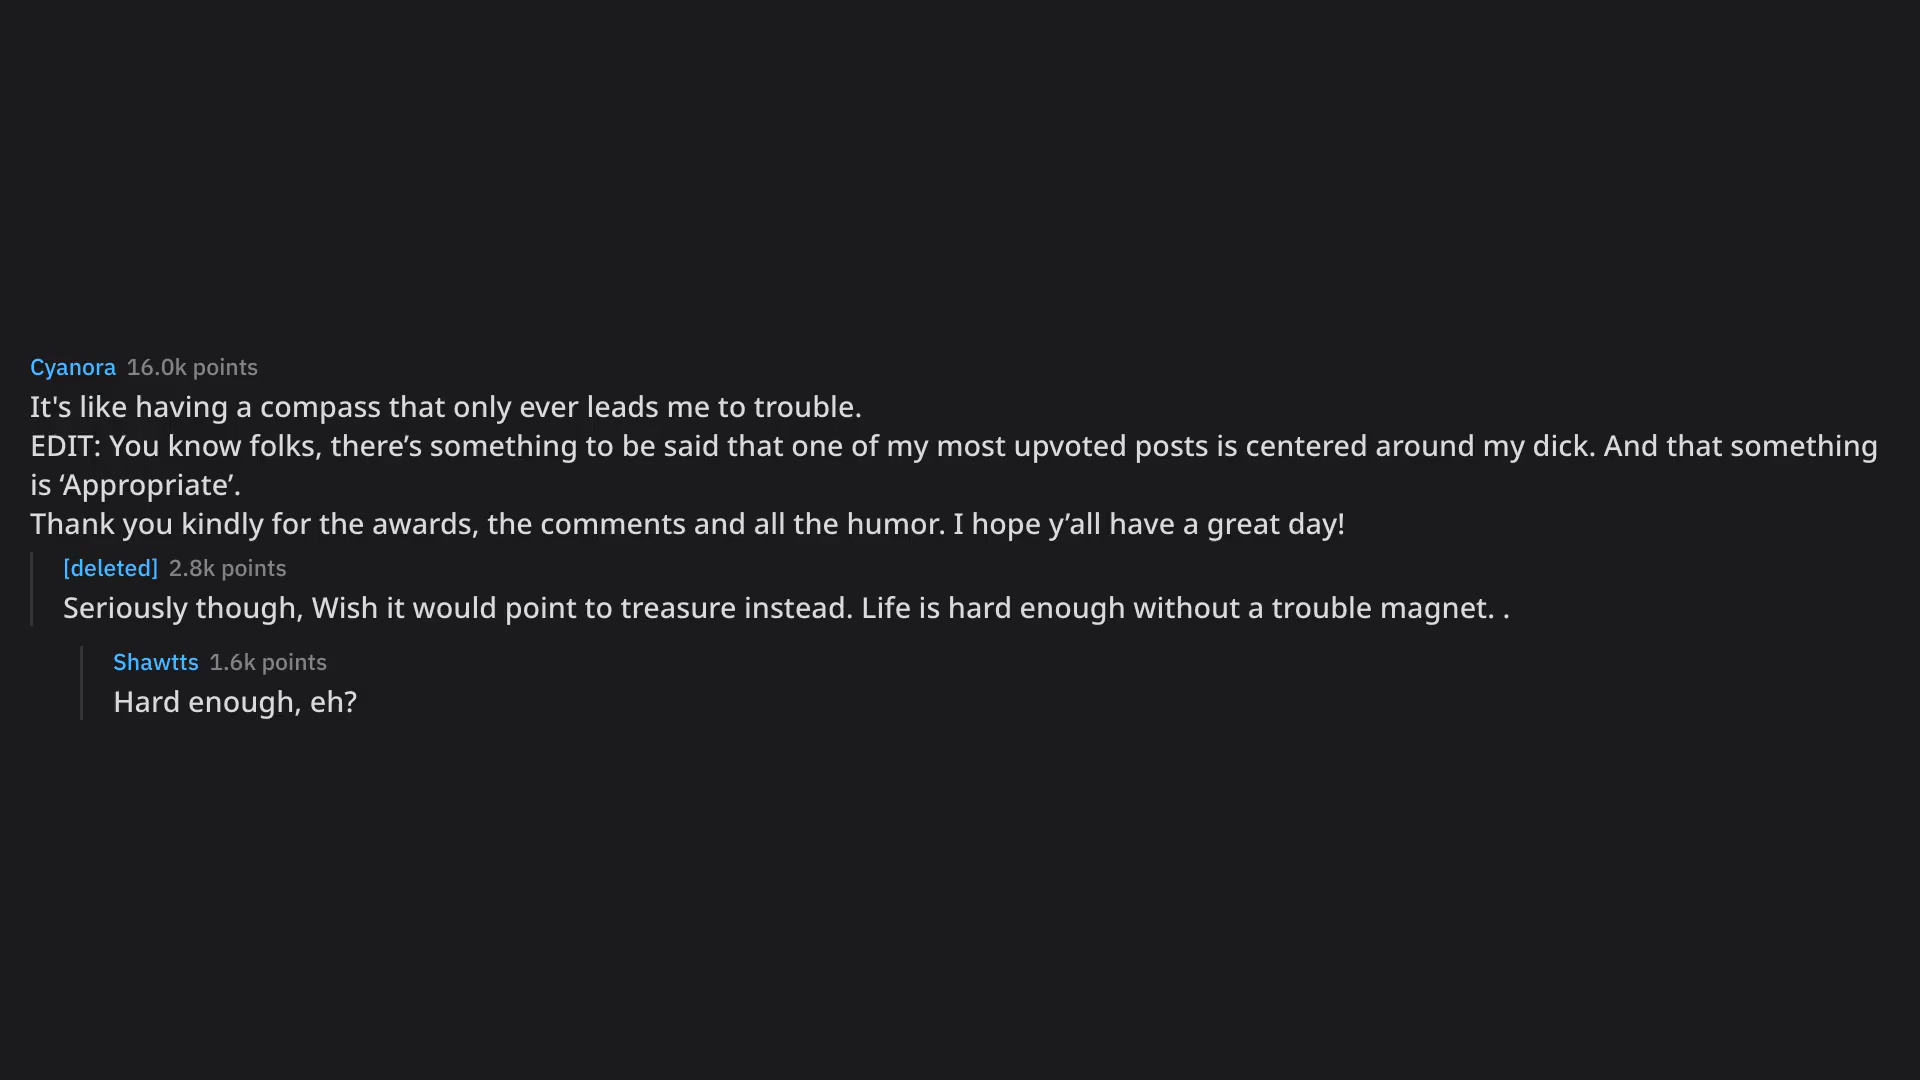 Cyanora 16.0k points
It's like having a compass that only ever leads me to trouble.
EDIT: You know folks, there’s something to be said that one of my most upvoted posts is centered around my dick. And that something
is ‘Appropriate’.
Thank you kindly for the awards, the comments and all the humor. I hope y’all have a great day!
[deleted] 2.8k points
Seriously though, Wish it would point to treasure instead. Life is hard enough without a trouble magnet. .
Shawtts 1.6k points
Hard enough, eh?